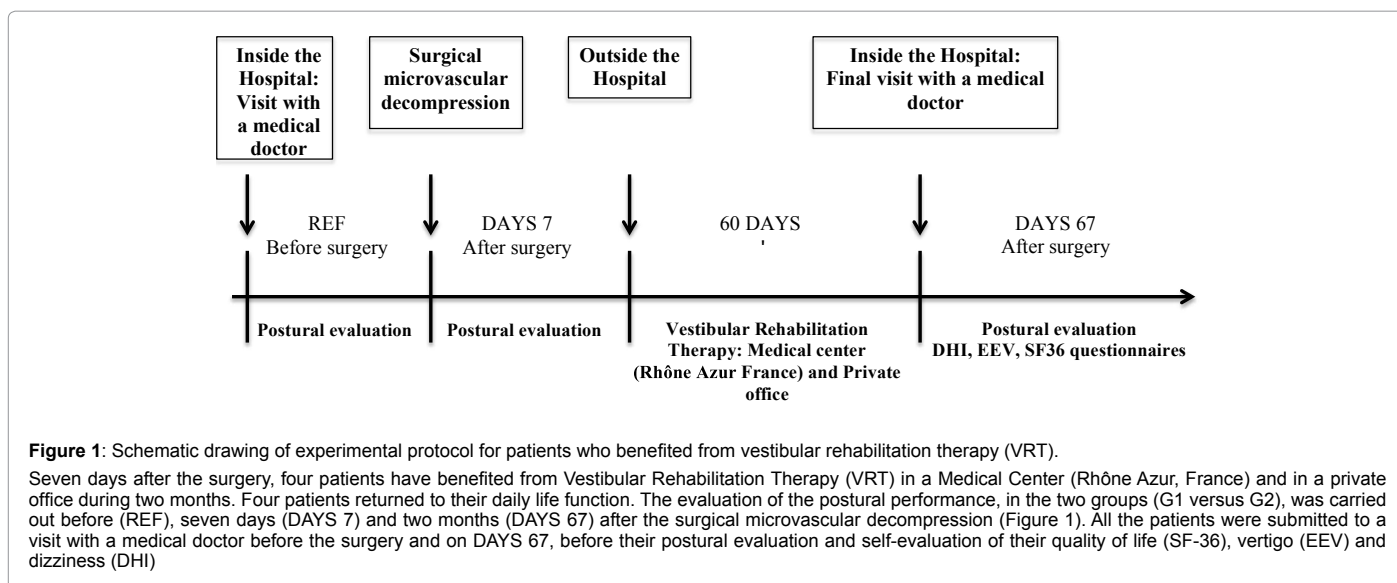 Inside the
Hospital:
Visit with
a medical
doctor
Surgical
microvascular
decompression
Outside the
Hospital
Inside the Hospital:
Final visit with a medical
doctor
REF
Before surgery
DAYS 7
After surgery
60 DAYS
DAYS 67
After surgery
Postural evaluation
Postural evaluation
Vestibular Rehabilitation
Therapy: Medical center
(Rhône Azur France) and Private
office
Postural evaluation
DHI, EEV, SF36 questionnaires
Figure 1: Schematic drawing of experimental protocol for patients who benefited from vestibular rehabilitation therapy (VRT).
Seven days after the surgery, four patients have benefited from Vestibular Rehabilitation Therapy (VRT) in a Medical Center (Rhône Azur, France) and in a private
office during two months. Four patients returned to their daily life function. The evaluation of the postural performance, in the two groups (G1 versus G2), was carried
out before (REF), seven days (DAYS 7) and two months (DAYS 67) after the surgical microvascular decompression (Figure 1). All the patients were submitted to a
visit with a medical doctor before the surgery and on DAYS 67, before their postural evaluation and self-evaluation of their quality of life (SF-36), vertigo (EEV) and
dizziness (DHI)